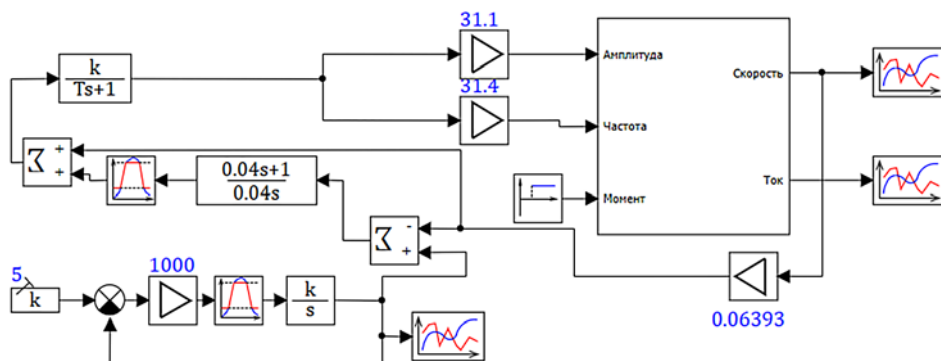 31.1
k
Ts+1
Амплитуда
Скорость
31.4
Частота
Σ + +
0.04s+1
0.04s
Ток
Момент
Σ - +
5
k
1000
k
s
0.06393